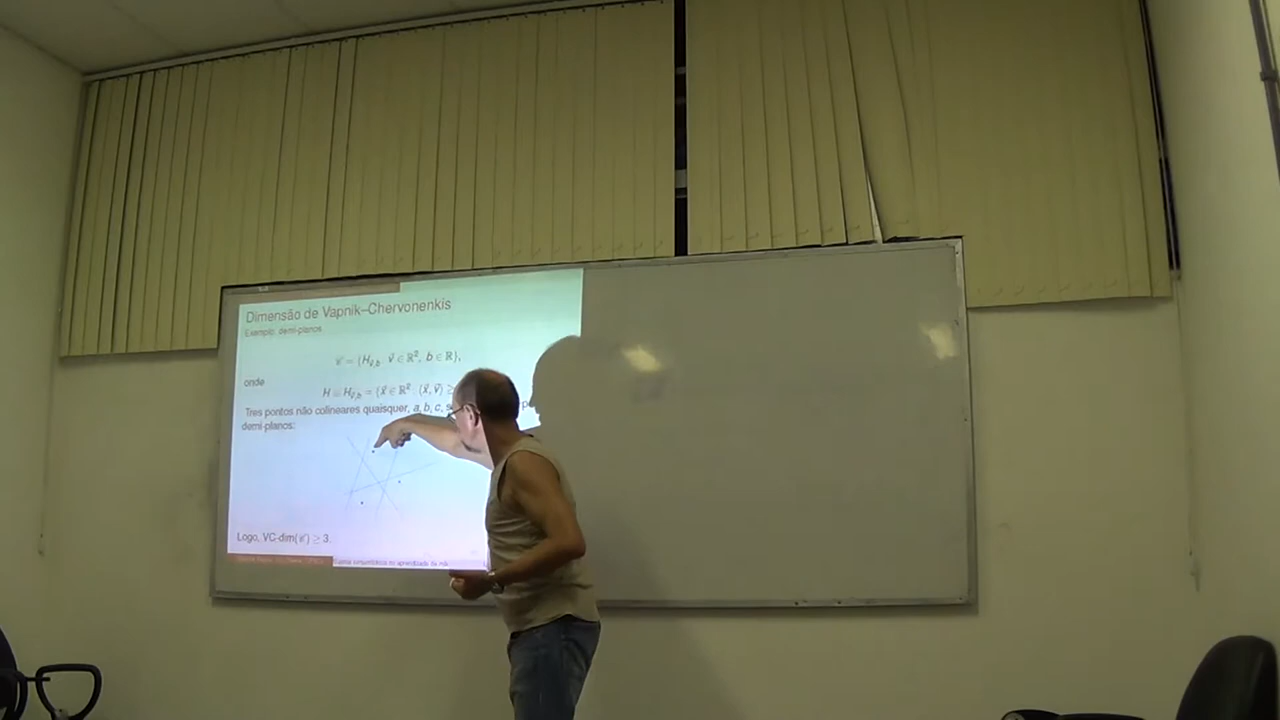 Dimensão de Vapnik–Chervonenkis
Exemplo: demi-planos
= {H v⃗,b : v⃗ ∈ ℝ², b ∈ ℝ},
onde
H = H v⃗,b = {x⃗ ∈ ℝ² : ⟨x⃗, v⃗⟩ ≥
Tres pontos não colineares quaisquer, a, b, c,
demi-planos:
Logo, VC-dim( ) ≥ 3.